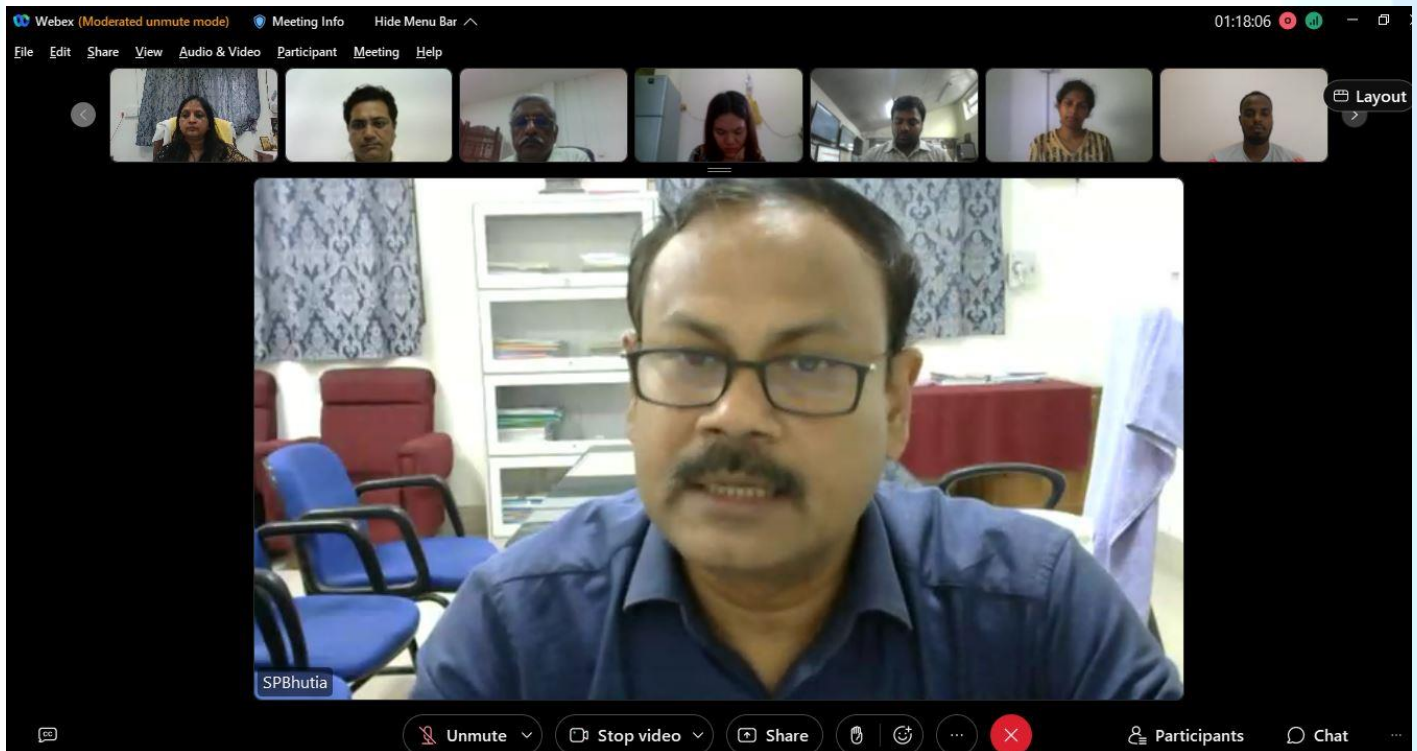 Webex (Moderated unmute mode) Meeting Info Hide Menu Bar 01:18:06
File Edit Share View Audio & Video Participant Meeting Help
Layout
SPBhutia
CC Unmute Stop video Share Participants Chat